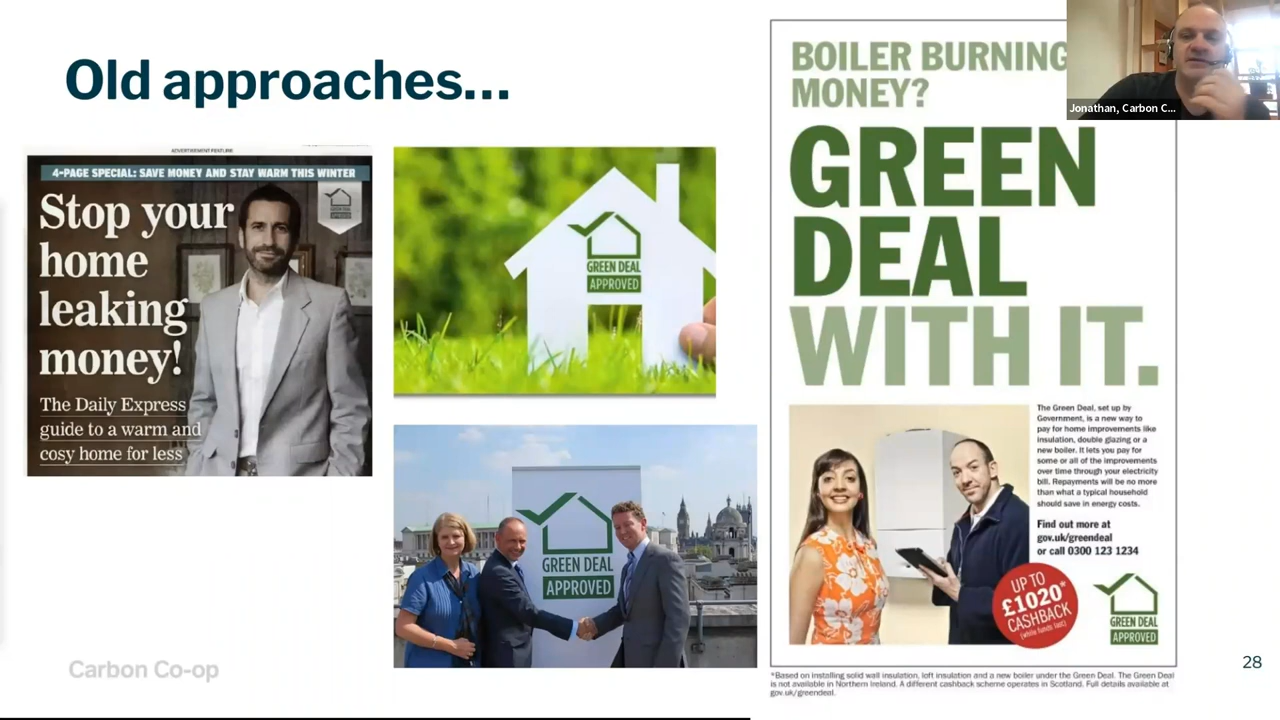 Old approaches...
ADVERTISEMENT FEATURE
4-PAGE SPECIAL: SAVE MONEY AND STAY WARM THIS WINTER
Stop your
home
leaking
money!
The Daily Express
guide to a warm and
cosy home for less
GREEN DEAL
APPROVED
GREEN DEAL
APPROVED
GREEN DEAL
APPROVED
BOILER BURNING
MONEY?
GREEN
DEAL
WITH IT.
The Green Deal, set up by
Government, is a new way to
pay for home improvements like
insulation, double glazing or a
new boiler. It lets you pay for
some or all of the improvements
over time through your electricity
bill. Repayments will be no more
than what a typical household
should save in energy costs.
Find out more at
gov.uk/greendeal
or call 0300 123 1234
UP TO
£1020*
CASHBACK
(while funds last)
GREEN DEAL
APPROVED
*Based on installing solid wall insulation, loft insulation and a new boiler under the Green Deal. The Green Deal
is not available in Northern Ireland. A different cashback scheme operates in Scotland. Full details available at
gov.uk/greendeal.
Jonathan, Carbon C...
Carbon Co-op
28